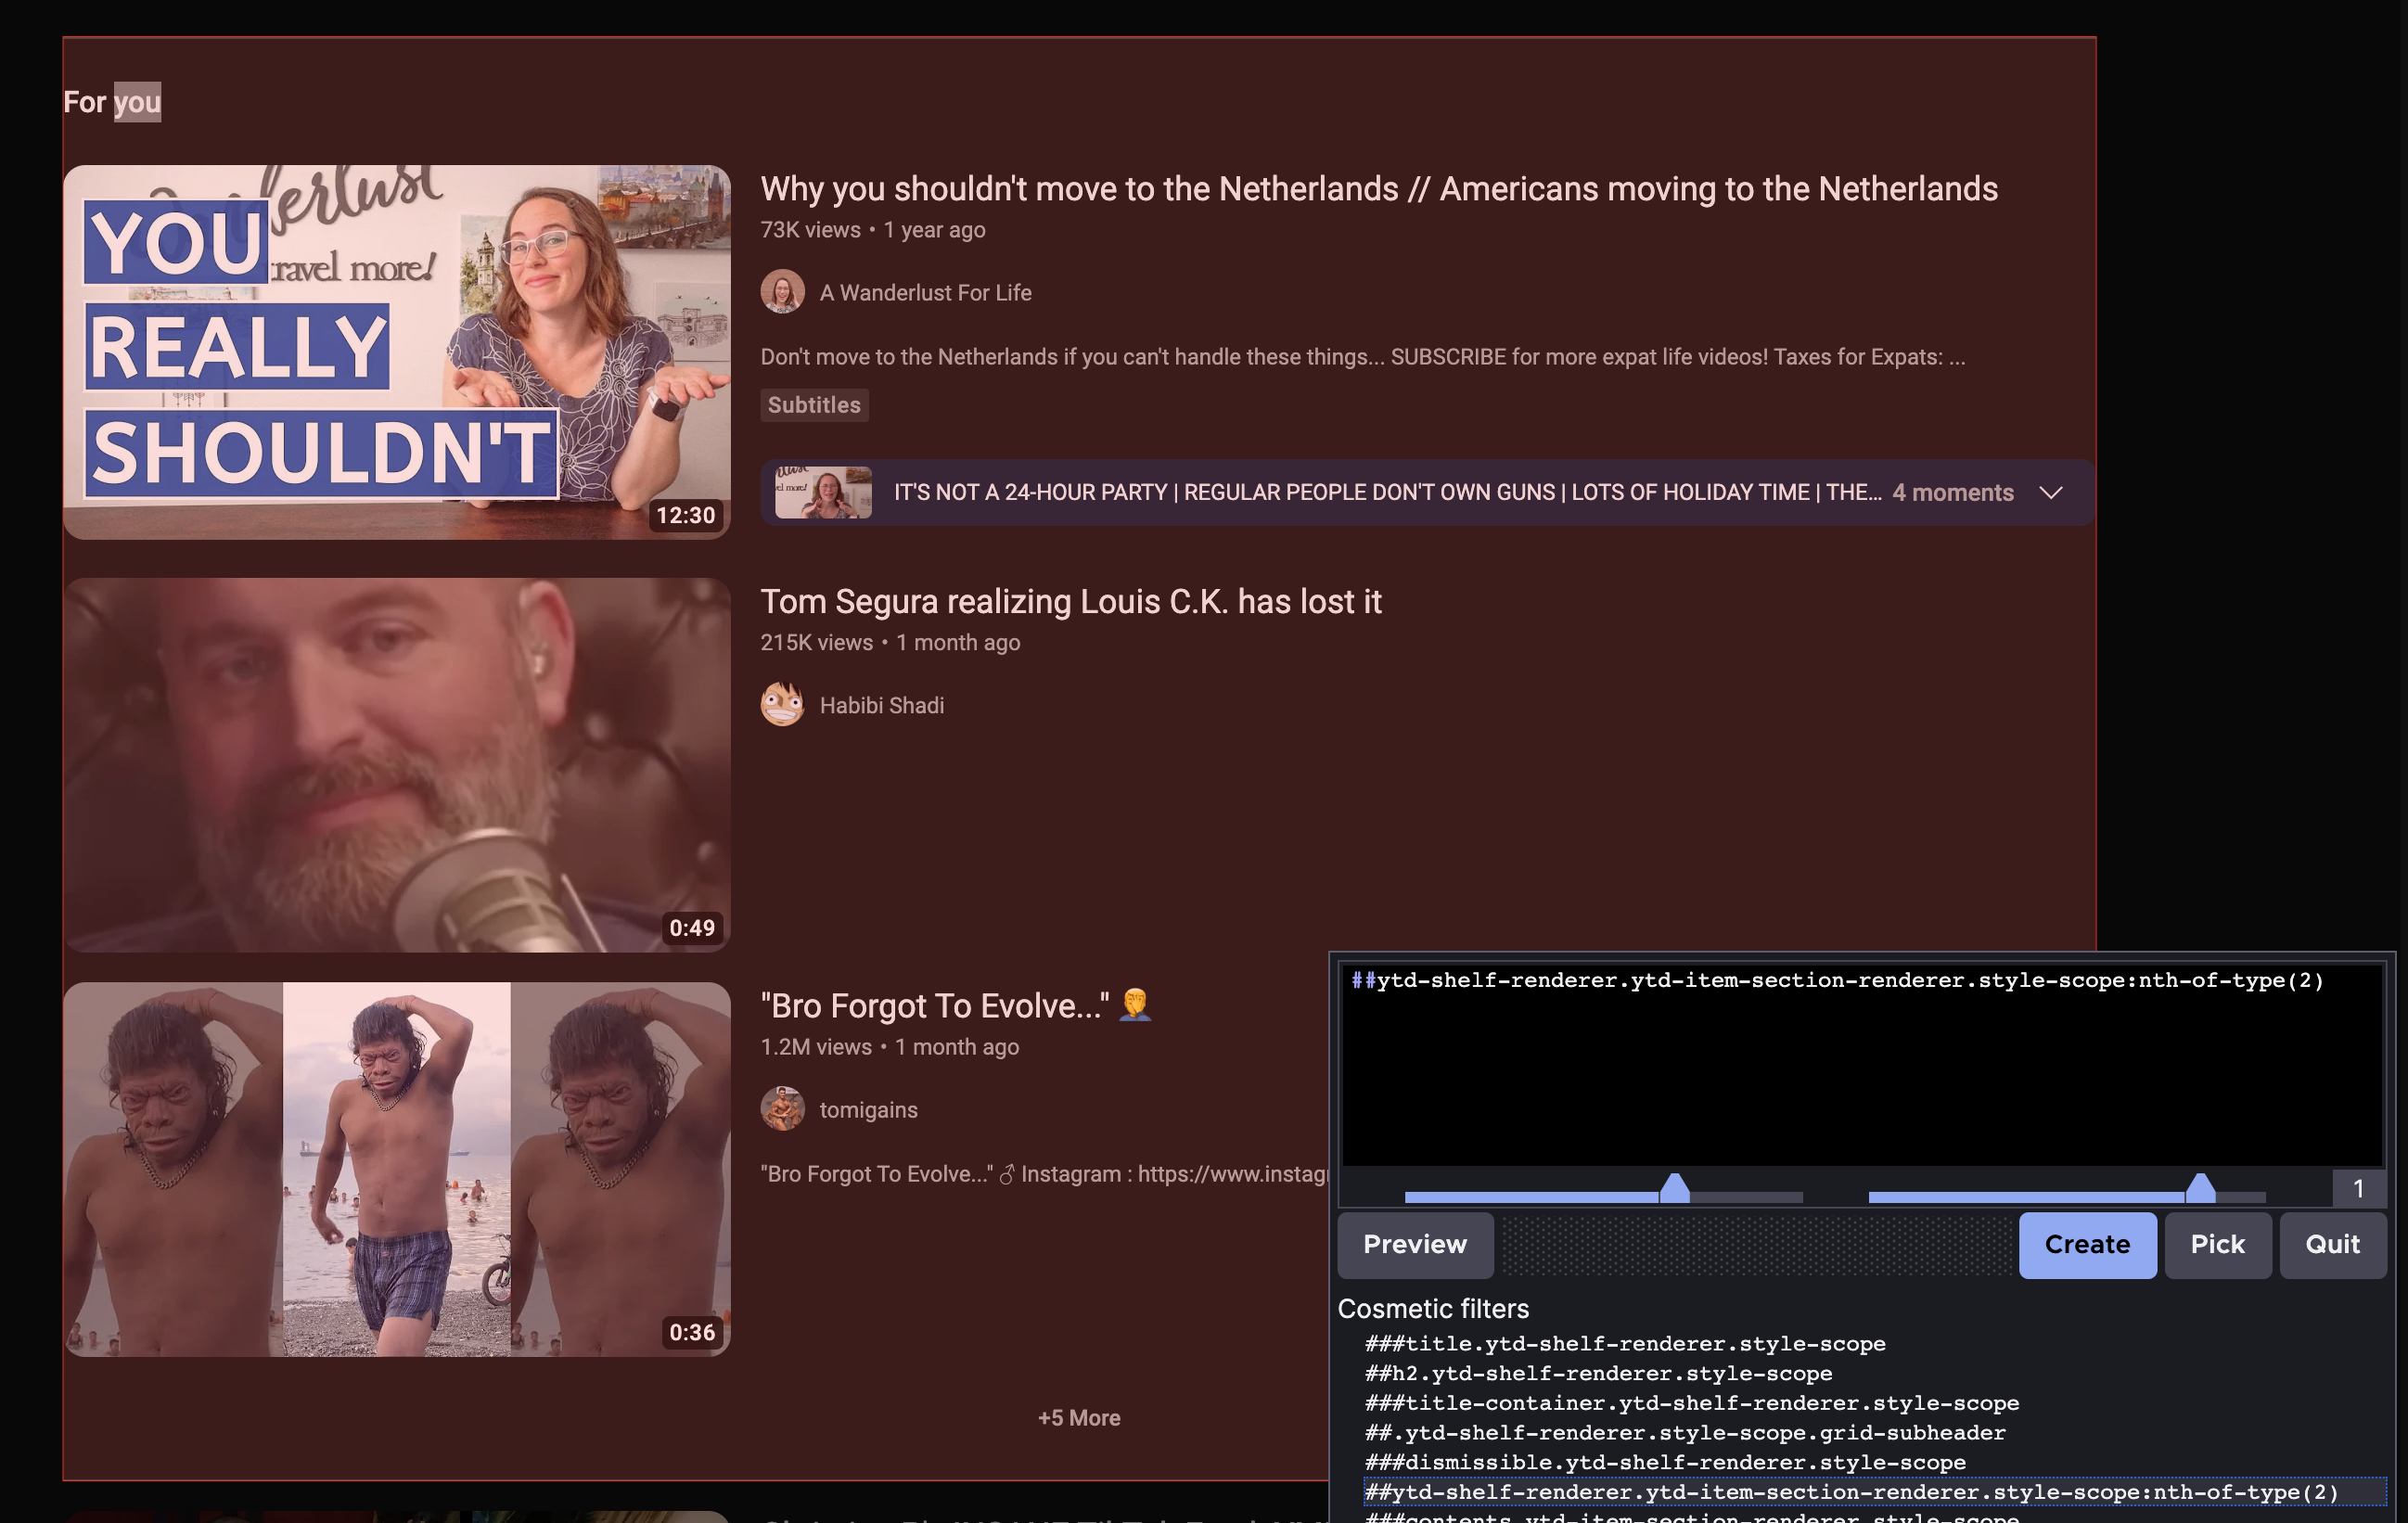 For you
Wanderlust
travel more!
YOU
REALLY
SHOULDN'T
12:30
Why you shouldn't move to the Netherlands // Americans moving to the Netherlands
73K views • 1 year ago
A Wanderlust For Life
Don't move to the Netherlands if you can't handle these things... SUBSCRIBE for more expat life videos! Taxes for Expats: ...
Subtitles
IT'S NOT A 24-HOUR PARTY | REGULAR PEOPLE DON'T OWN GUNS | LOTS OF HOLIDAY TIME | THE... 4 moments
0:49
Tom Segura realizing Louis C.K. has lost it
215K views • 1 month ago
Habibi Shadi
0:36
"Bro Forgot To Evolve..." 🤦‍♂️
1.2M views • 1 month ago
tomigains
"Bro Forgot To Evolve..." ♂ Instagram : https://www.instag
+5 More
##ytd-shelf-renderer.ytd-item-section-renderer.style-scope:nth-of-type(2)
1
Preview
Create
Pick
Quit
Cosmetic filters
###title.ytd-shelf-renderer.style-scope
##h2.ytd-shelf-renderer.style-scope
###title-container.ytd-shelf-renderer.style-scope
##.ytd-shelf-renderer.style-scope.grid-subheader
###dismissible.ytd-shelf-renderer.style-scope
##ytd-shelf-renderer.ytd-item-section-renderer.style-scope:nth-of-type(2)
###contents.ytd-item-section-renderer.style-scope